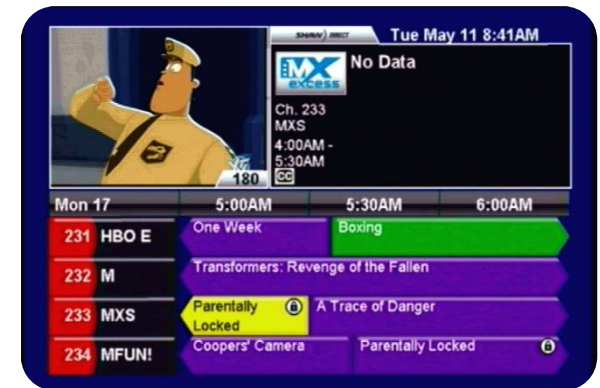 SHAW) DIRECT
Tue May 11 8:41AM
MX
excess
No Data
Ch. 233
MXS
4:00AM -
5:30AM
CC
180
Mon 17 5:00AM 5:30AM 6:00AM
231 HBO E One Week Boxing
232 M Transformers: Revenge of the Fallen
233 MXS Parentally Locked A Trace of Danger
234 MFUN! Coopers' Camera Parentally Locked